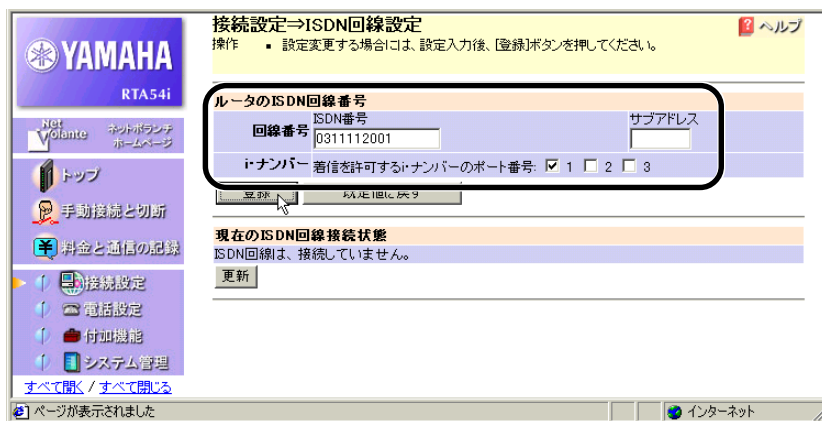 YAMAHA
RTA54i
Net Volante ネットボランチ ホームページ
トップ
手動接続と切断
料金と通信の記録
接続設定
電話設定
付加機能
システム管理
すべて開く / すべて閉じる
接続設定⇒ISDN回線設定
ヘルプ
操作 ▪ 設定変更する場合には、設定入力後、[登録]ボタンを押してください。
ルータのISDN回線番号
ISDN番号 サブアドレス
回線番号 0311112001
i・ナンバー 着信を許可するi・ナンバーのポート番号: 1 2 3
登録 既定値に戻す
現在のISDN回線接続状態
ISDN回線は、接続していません。
更新
ページが表示されました インターネット